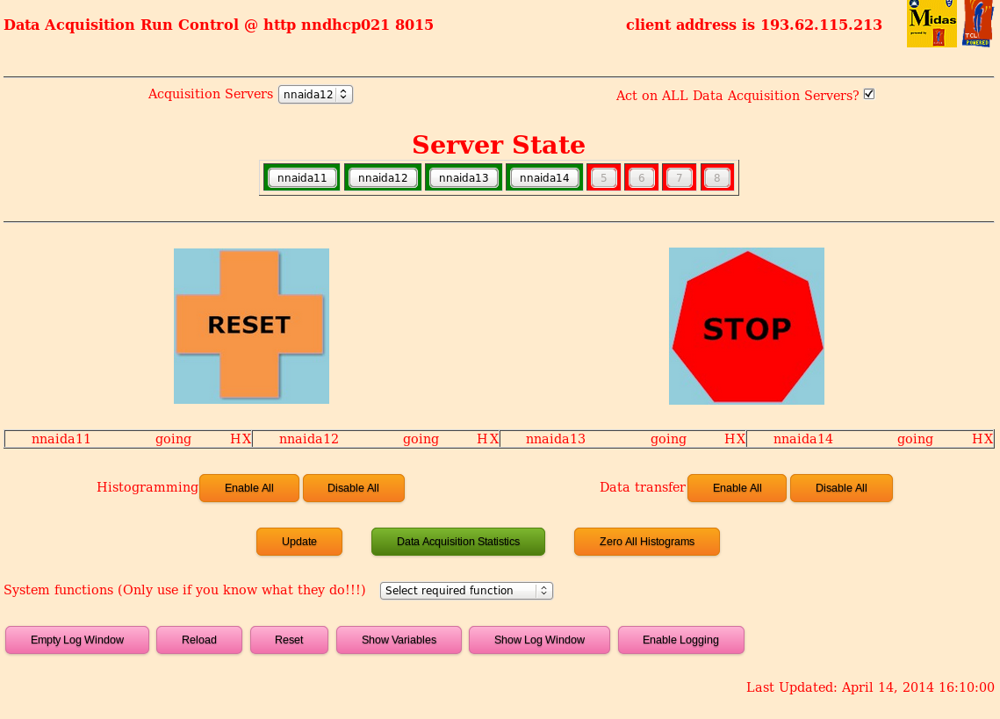 Data Acquisition Run Control @ http nndhcp021 8015
client address is 193.62.115.213
Midas
powered by
TCL
POWERED
Acquisition Servers nnaida12
Act on ALL Data Acquisition Servers?
Server State
nnaida11 nnaida12 nnaida13 nnaida14 5 6 7 8
RESET
STOP
nnaida11 going H X nnaida12 going H X nnaida13 going H X nnaida14 going H X
Histogramming Enable All Disable All
Data transfer Enable All Disable All
Update Data Acquisition Statistics Zero All Histograms
System functions (Only use if you know what they do!!!) Select required function
Empty Log Window Reload Reset Show Variables Show Log Window Enable Logging
Last Updated: April 14, 2014 16:10:00